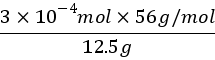 3 × 10⁻⁴ mol × 56 g/mol
12.5 g